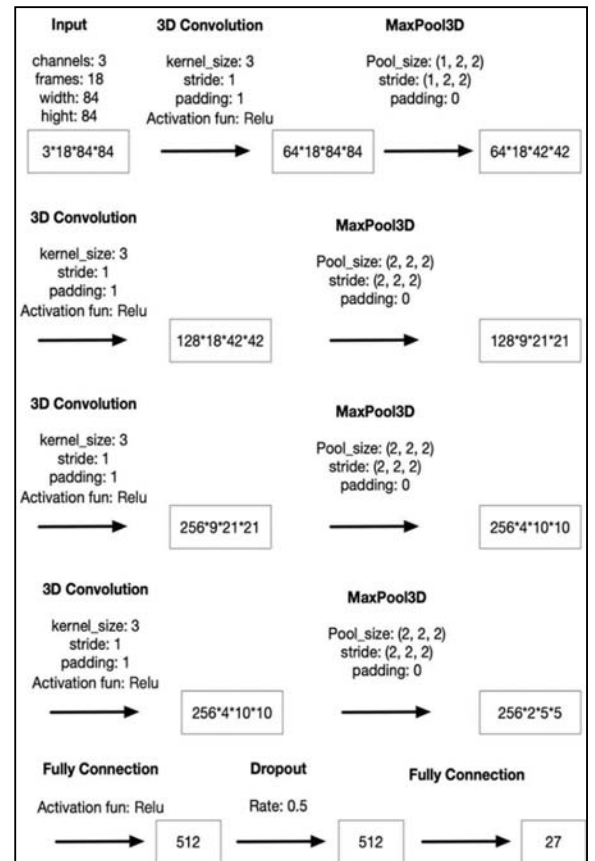 Input
3D Convolution
MaxPool3D
channels: 3
frames: 18
width: 84
hight: 84
kernel_size: 3
stride: 1
padding: 1
Activation fun: Relu
Pool_size: (1, 2, 2)
stride: (1, 2, 2)
padding: 0
3*18*84*84
64*18*84*84
64*18*42*42
3D Convolution
MaxPool3D
kernel_size: 3
stride: 1
padding: 1
Activation fun: Relu
Pool_size: (2, 2, 2)
stride: (2, 2, 2)
padding: 0
128*18*42*42
128*9*21*21
3D Convolution
MaxPool3D
kernel_size: 3
stride: 1
padding: 1
Activation fun: Relu
Pool_size: (2, 2, 2)
stride: (2, 2, 2)
padding: 0
256*9*21*21
256*4*10*10
3D Convolution
MaxPool3D
kernel_size: 3
stride: 1
padding: 1
Activation fun: Relu
Pool_size: (2, 2, 2)
stride: (2, 2, 2)
padding: 0
256*4*10*10
256*2*5*5
Fully Connection
Dropout
Fully Connection
Activation fun: Relu
Rate: 0.5
512
512
27